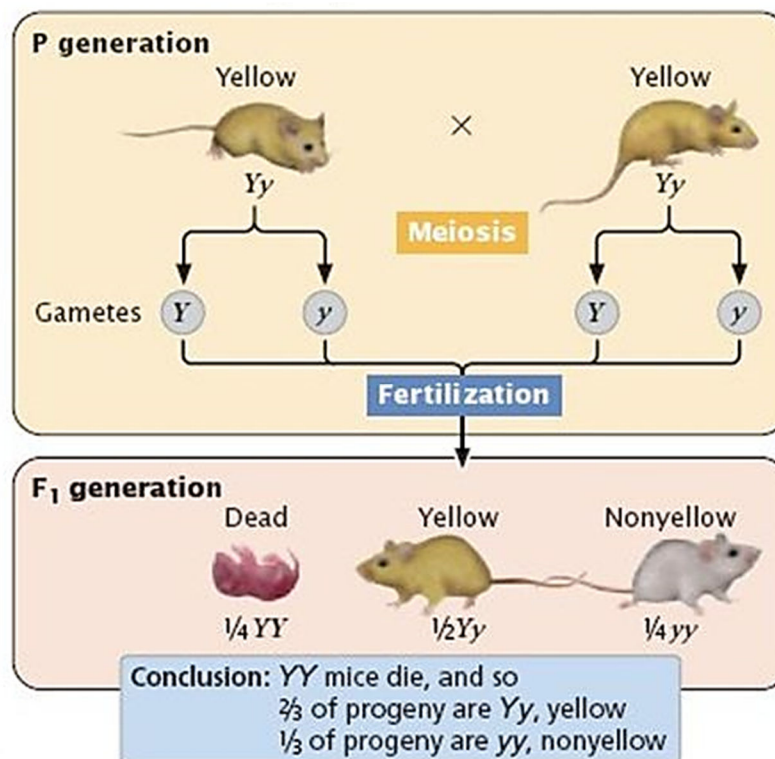 P generation
Yellow Yellow
×
Yy Yy
Meiosis
Gametes Y y Y y
Fertilization
F₁ generation
Dead Yellow Nonyellow
¼ YY ½Yy ¼ yy
Conclusion: YY mice die, and so
⅔ of progeny are Yy, yellow
⅓ of progeny are yy, nonyellow